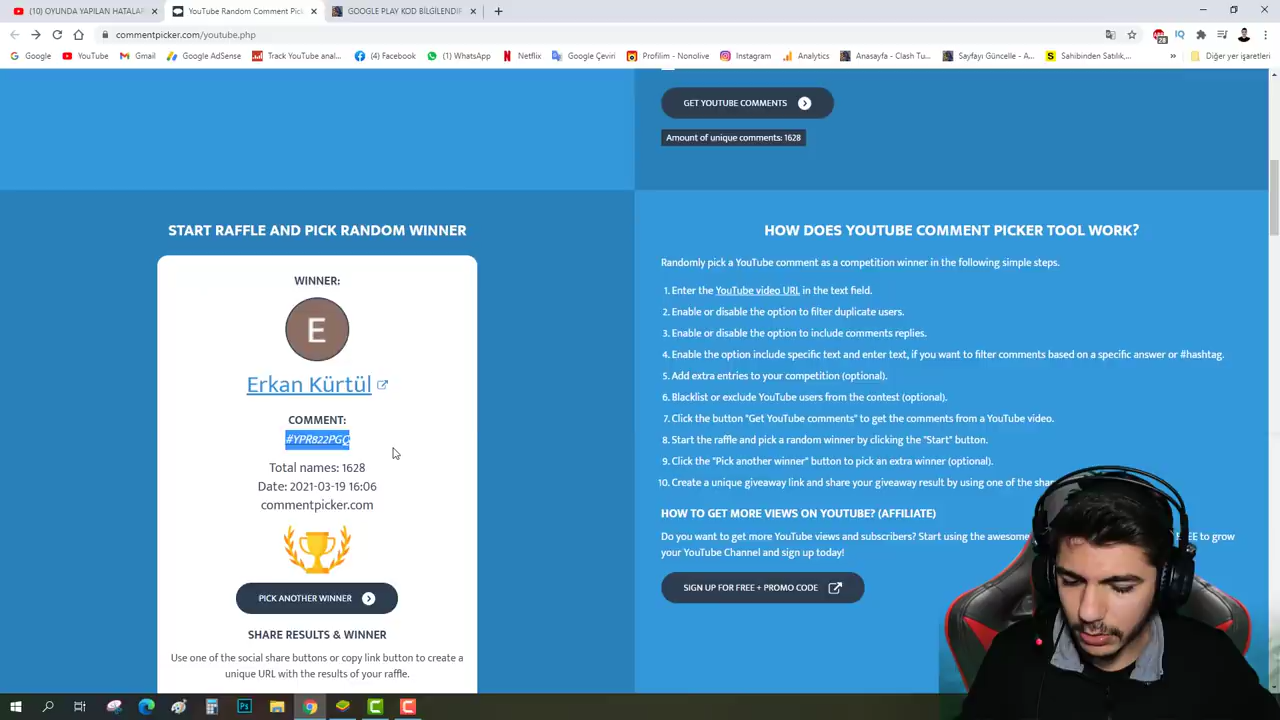 (10) OYUNDA YAPILAN HATALAR
YouTube Random Comment Pick
GOOGLE PLAY KOD BİLGİLENDİR
commentpicker.com/youtube.php
Google
YouTube
Gmail
Google AdSense
Track YouTube anal...
(4) Facebook
(1) WhatsApp
Netflix
Google Çeviri
Profilim - Nonolive
Instagram
Analytics
Anasayfa - Clash Tu...
Sayfayı Güncelle - A...
Sahibinden Satılık,...
»
Diğer yer işaretleri
GET YOUTUBE COMMENTS
Amount of unique comments: 1628
START RAFFLE AND PICK RANDOM WINNER
WINNER:
E
Erkan Kürtül
COMMENT:
#YPR822PGQ
Total names: 1628
Date: 2021-03-19 16:06
commentpicker.com
PICK ANOTHER WINNER
SHARE RESULTS & WINNER
Use one of the social share buttons or copy link button to create a
unique URL with the results of your raffle.
HOW DOES YOUTUBE COMMENT PICKER TOOL WORK?
Randomly pick a YouTube comment as a competition winner in the following simple steps.
1. Enter the YouTube video URL in the text field.
2. Enable or disable the option to filter duplicate users.
3. Enable or disable the option to include comments replies.
4. Enable the option include specific text and enter text, if you want to filter comments based on a specific answer or #hashtag.
5. Add extra entries to your competition (optional).
6. Blacklist or exclude YouTube users from the contest (optional).
7. Click the button "Get YouTube comments" to get the comments from a YouTube video.
8. Start the raffle and pick a random winner by clicking the "Start" button.
9. Click the "Pick another winner" button to pick an extra winner (optional).
10. Create a unique giveaway link and share your giveaway result by using one of the
HOW TO GET MORE VIEWS ON YOUTUBE? (AFFILIATE)
Do you want to get more YouTube views and subscribers? Start using the awesome
to grow
your YouTube Channel and sign up today!
SIGN UP FOR FREE + PROMO CODE